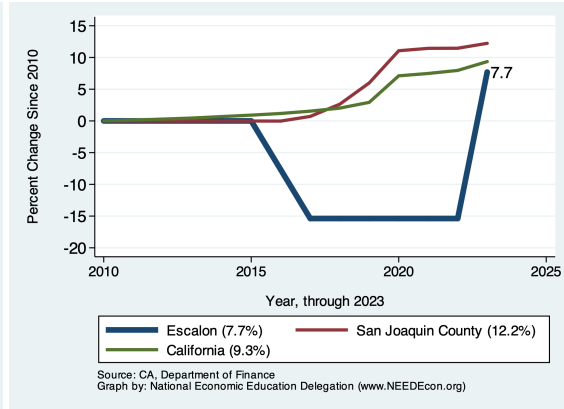 Percent Change Since 2010
15
10
5
0
-5
-10
-15
-20
7.7
2010 2015 2020 2025
Year, through 2023
Escalon (7.7%) San Joaquin County (12.2%)
California (9.3%)
Source: CA, Department of Finance
Graph by: National Economic Education Delegation (www.NEEDEcon.org)